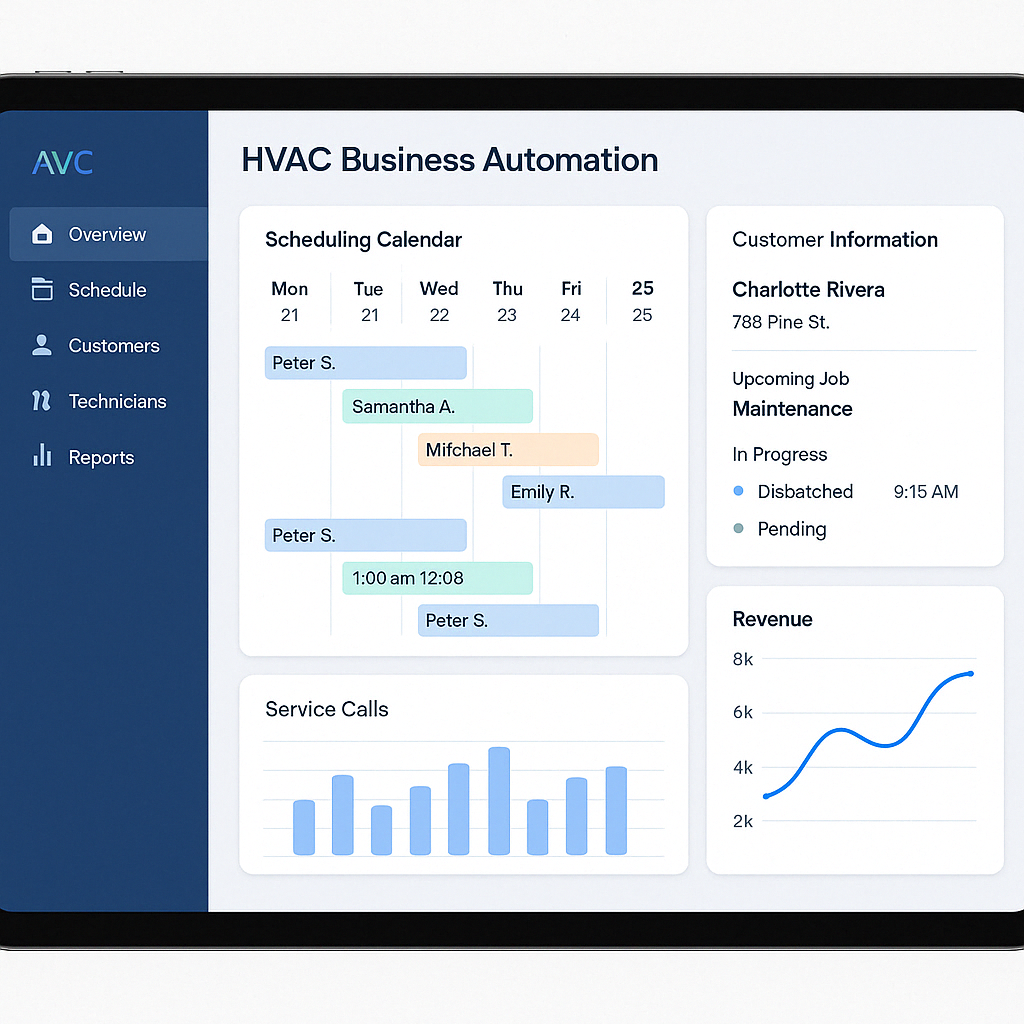 AVC
Overview
Schedule
Customers
Technicians
Reports
HVAC Business Automation
Scheduling Calendar
Mon Tue Wed Thu Fri 25
21 21 22 23 24 25
Peter S.
Samantha A.
Mifchael T.
Emily R.
Peter S.
1:00 am 12:08
Peter S.
Service Calls
Customer Information
Charlotte Rivera
788 Pine St.
Upcoming Job
Maintenance
In Progress
Disbatched 9:15 AM
Pending
Revenue
8k
6k
4k
2k